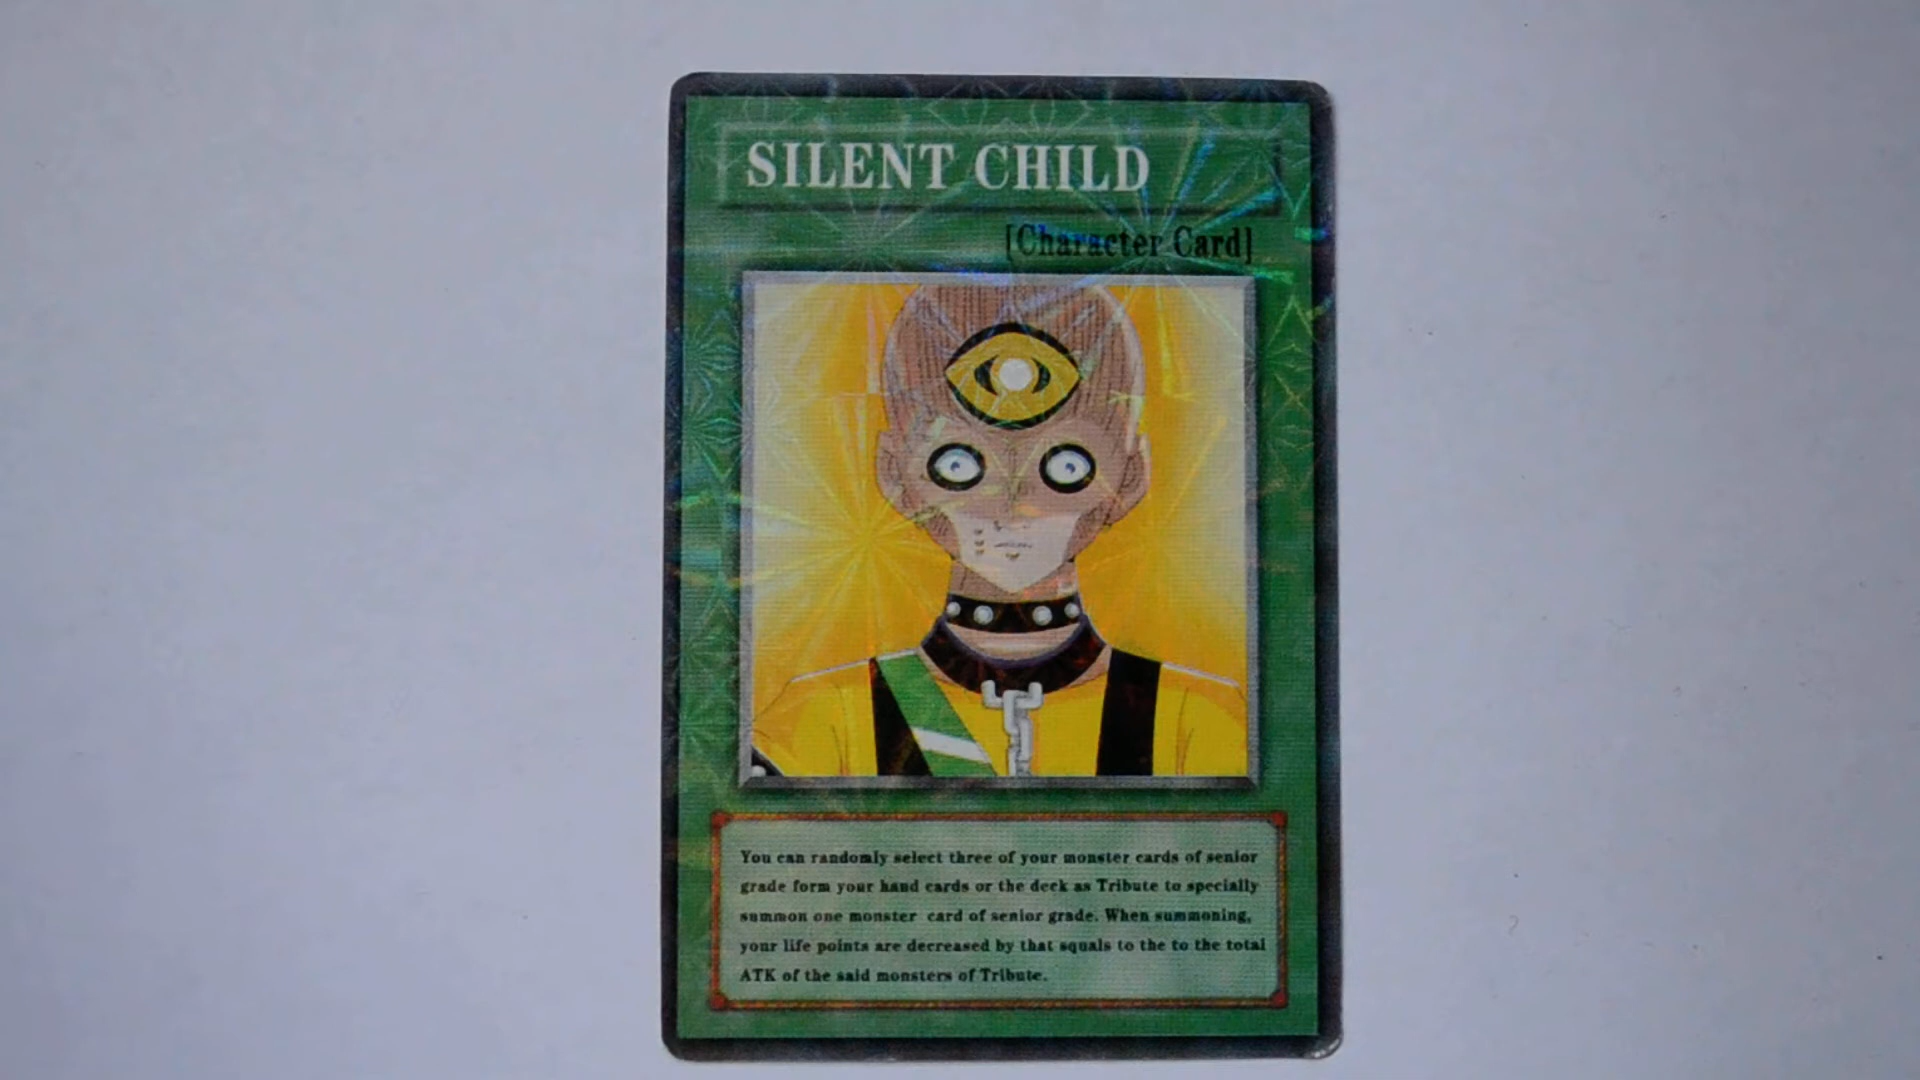 SILENT CHILD
[Character Card]
You can randomly select three of your monster cards of senior
grade form your hand cards or the deck as Tribute to specially
summon one monster card of senior grade. When summoning,
your life points are decreased by that squals to the to the total
ATK of the said monsters of Tribute.